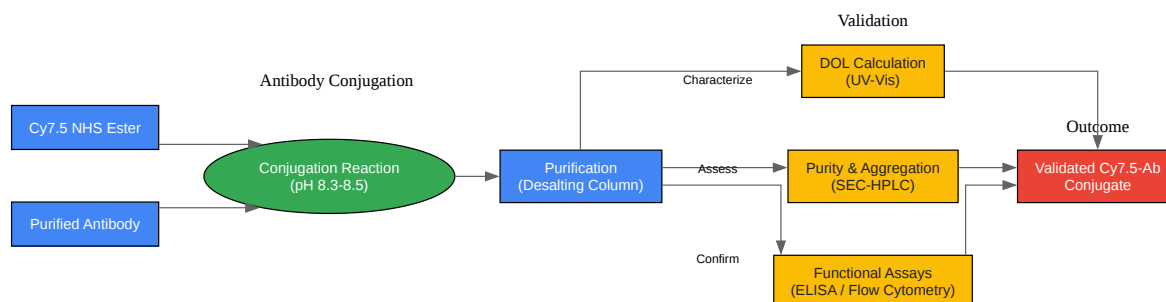 Validation
Antibody Conjugation
DOL Calculation
(UV-Vis)
Characterize
Cy7.5 NHS Ester
Outcome
Conjugation Reaction
(pH 8.3-8.5)
Purification
(Desalting Column)
Assess
Purity & Aggregation
(SEC-HPLC)
Validated Cy7.5-Ab
Conjugate
Purified Antibody
Confirm
Functional Assays
(ELISA / Flow Cytometry)